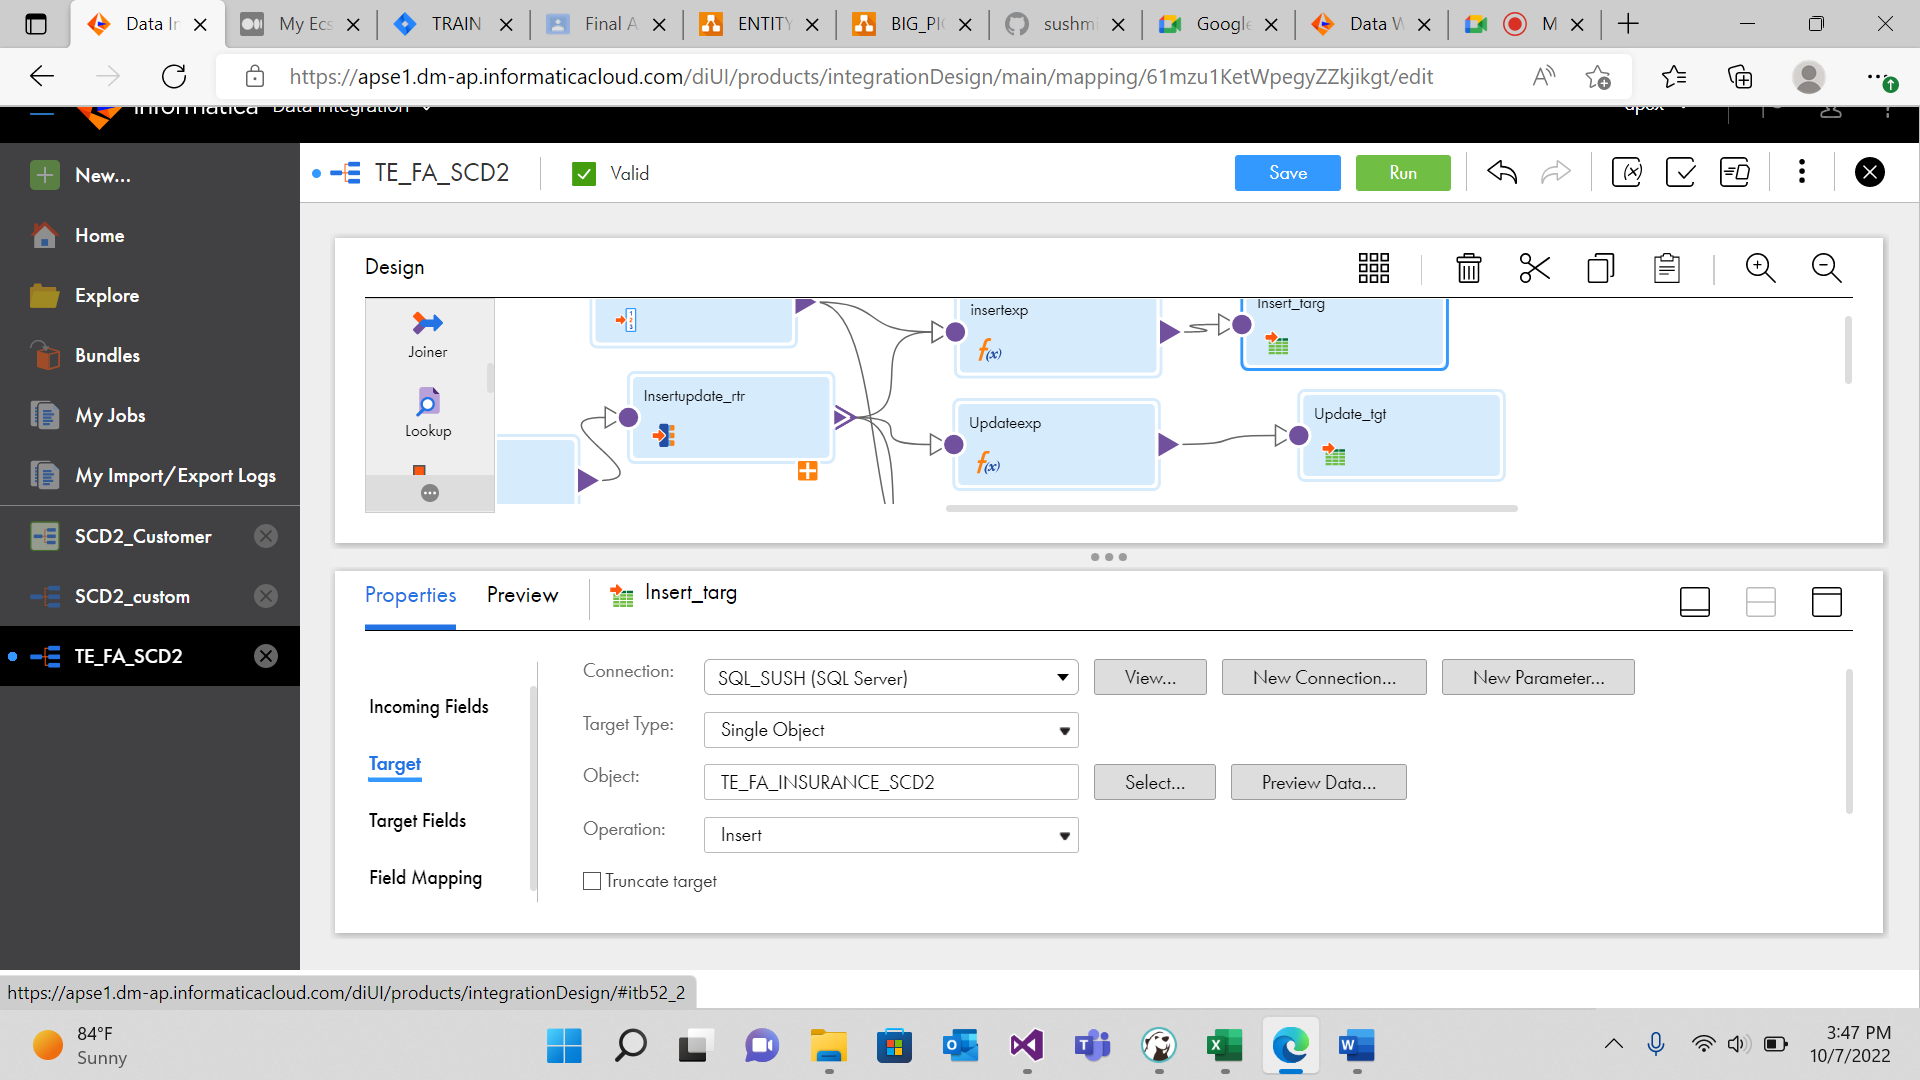 Data In
My Ecs
TRAIN
Final A
ENTITY
BIG_PIC
sushmi
Google
Data W
M
https://apse1.dm-ap.informaticacloud.com/diUI/products/integrationDesign/main/mapping/61mzu1KetWpegyZZkjikgt/edit
Informatica Data Integration apex
New...
Home
Explore
Bundles
My Jobs
My Import/Export Logs
SCD2_Customer
SCD2_custom
TE_FA_SCD2
TE_FA_SCD2
Valid
Save
Run
Design
Joiner
Lookup
insertexp
f(x)
Insert_targ
Insertupdate_rtr
Updateexp
f(x)
Update_tgt
Properties
Preview
Insert_targ
Incoming Fields
Target
Target Fields
Field Mapping
Connection: SQL_SUSH (SQL Server) View... New Connection... New Parameter...
Target Type: Single Object
Object: TE_FA_INSURANCE_SCD2 Select... Preview Data...
Operation: Insert
Truncate target
https://apse1.dm-ap.informaticacloud.com/diUI/products/integrationDesign/#itb52_2
84°F
Sunny
3:47 PM
10/7/2022